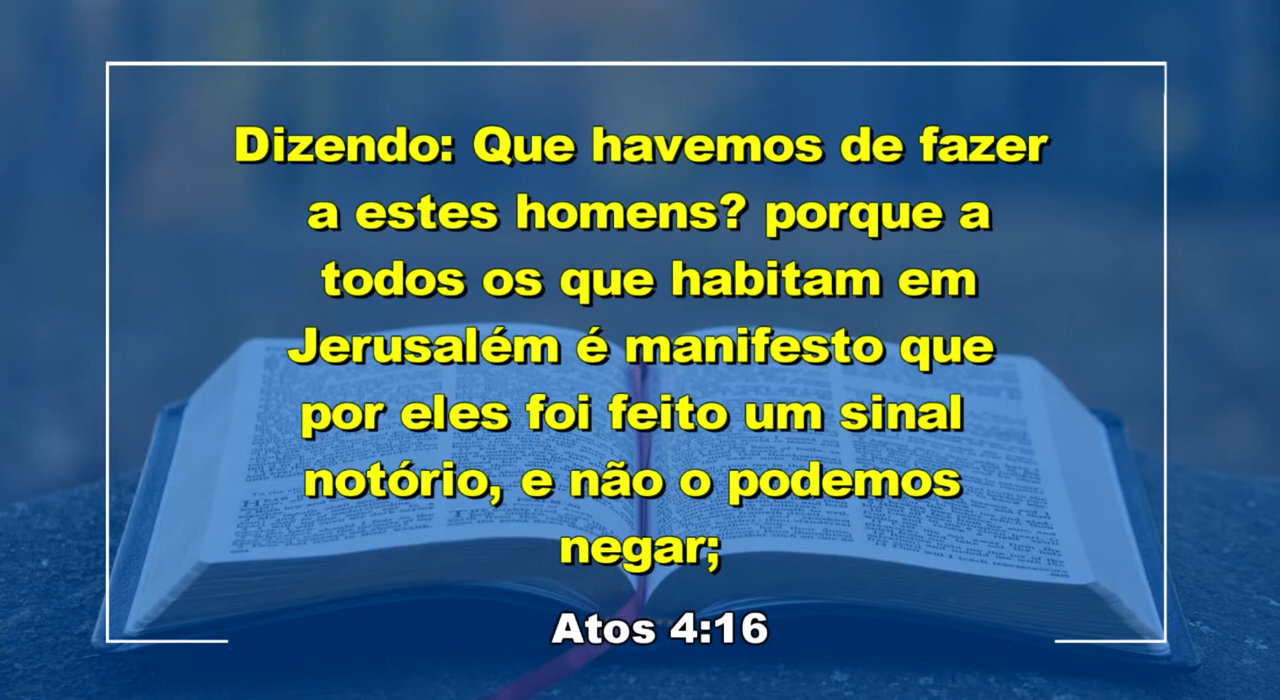 Dizendo: Que havemos de fazer
a estes homens? porque a
todos os que habitam em
Jerusalém é manifesto que
por eles foi feito um sinal
notório, e não o podemos
negar;
Atos 4:16